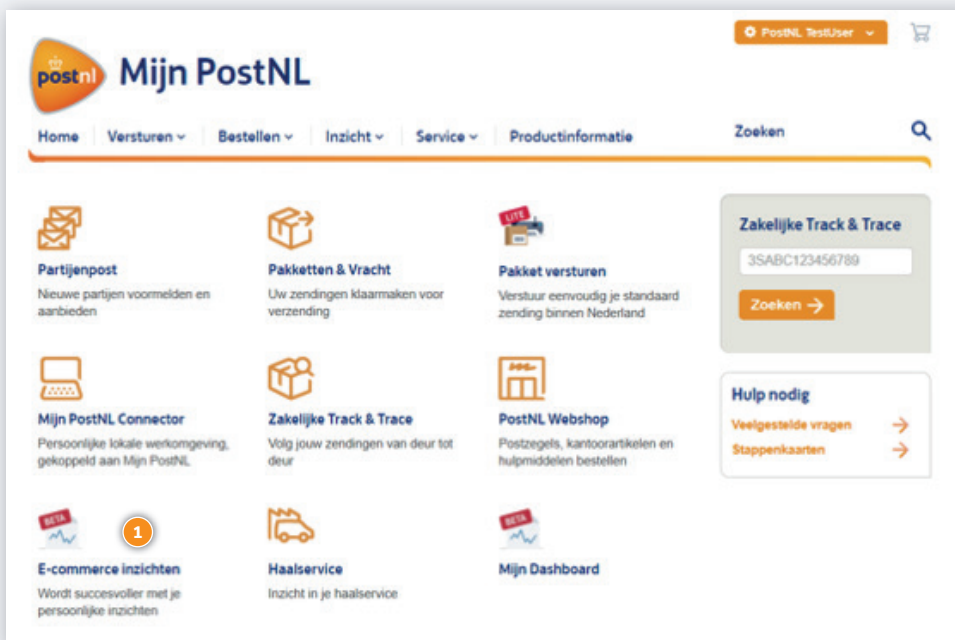 PostNL TestUser
postnl
Mijn PostNL
Home Versturen Bestellen Inzicht Service Productinformatie
Zoeken
Partijenpost
Nieuwe partijen voormelden en
aanbieden
Pakketten & Vracht
Uw zendingen klaarmaken voor
verzending
LITE
Pakket versturen
Verstuur eenvoudig je standaard
zending binnen Nederland
Zakelijke Track & Trace
3SABC123456789
Zoeken
Mijn PostNL Connector
Persoonlijke lokale werkomgeving,
gekoppeld aan Mijn PostNL
Zakelijke Track & Trace
Volg jouw zendingen van deur tot
deur
PostNL Webshop
Postzegels, kantoorartikelen en
hulpmiddelen bestellen
Hulp nodig
Veelgestelde vragen
Stappenkaarten
BETA
1
E-commerce inzichten
Wordt succesvoller met je
persoonlijke inzichten
Haalservice
Inzicht in je haalservice
BETA
Mijn Dashboard